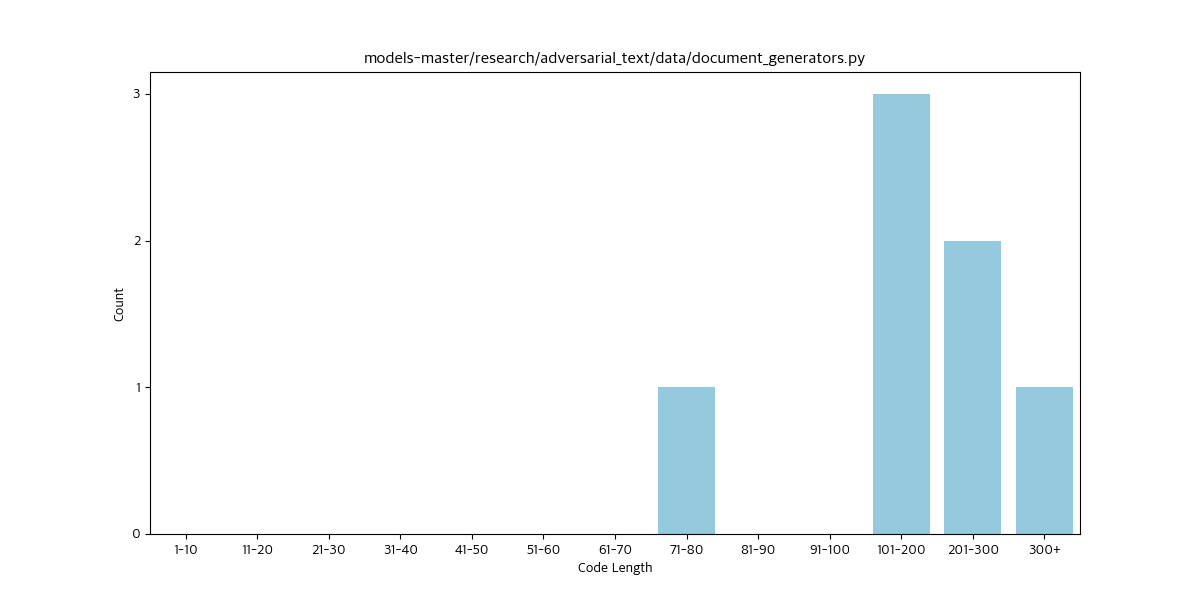 models-master/research/adversarial_text/data/document_generators.py
3
2
1
0
Count
1-10 11-20 21-30 31-40 41-50 51-60 61-70 71-80 81-90 91-100 101-200 201-300 300+
Code Length